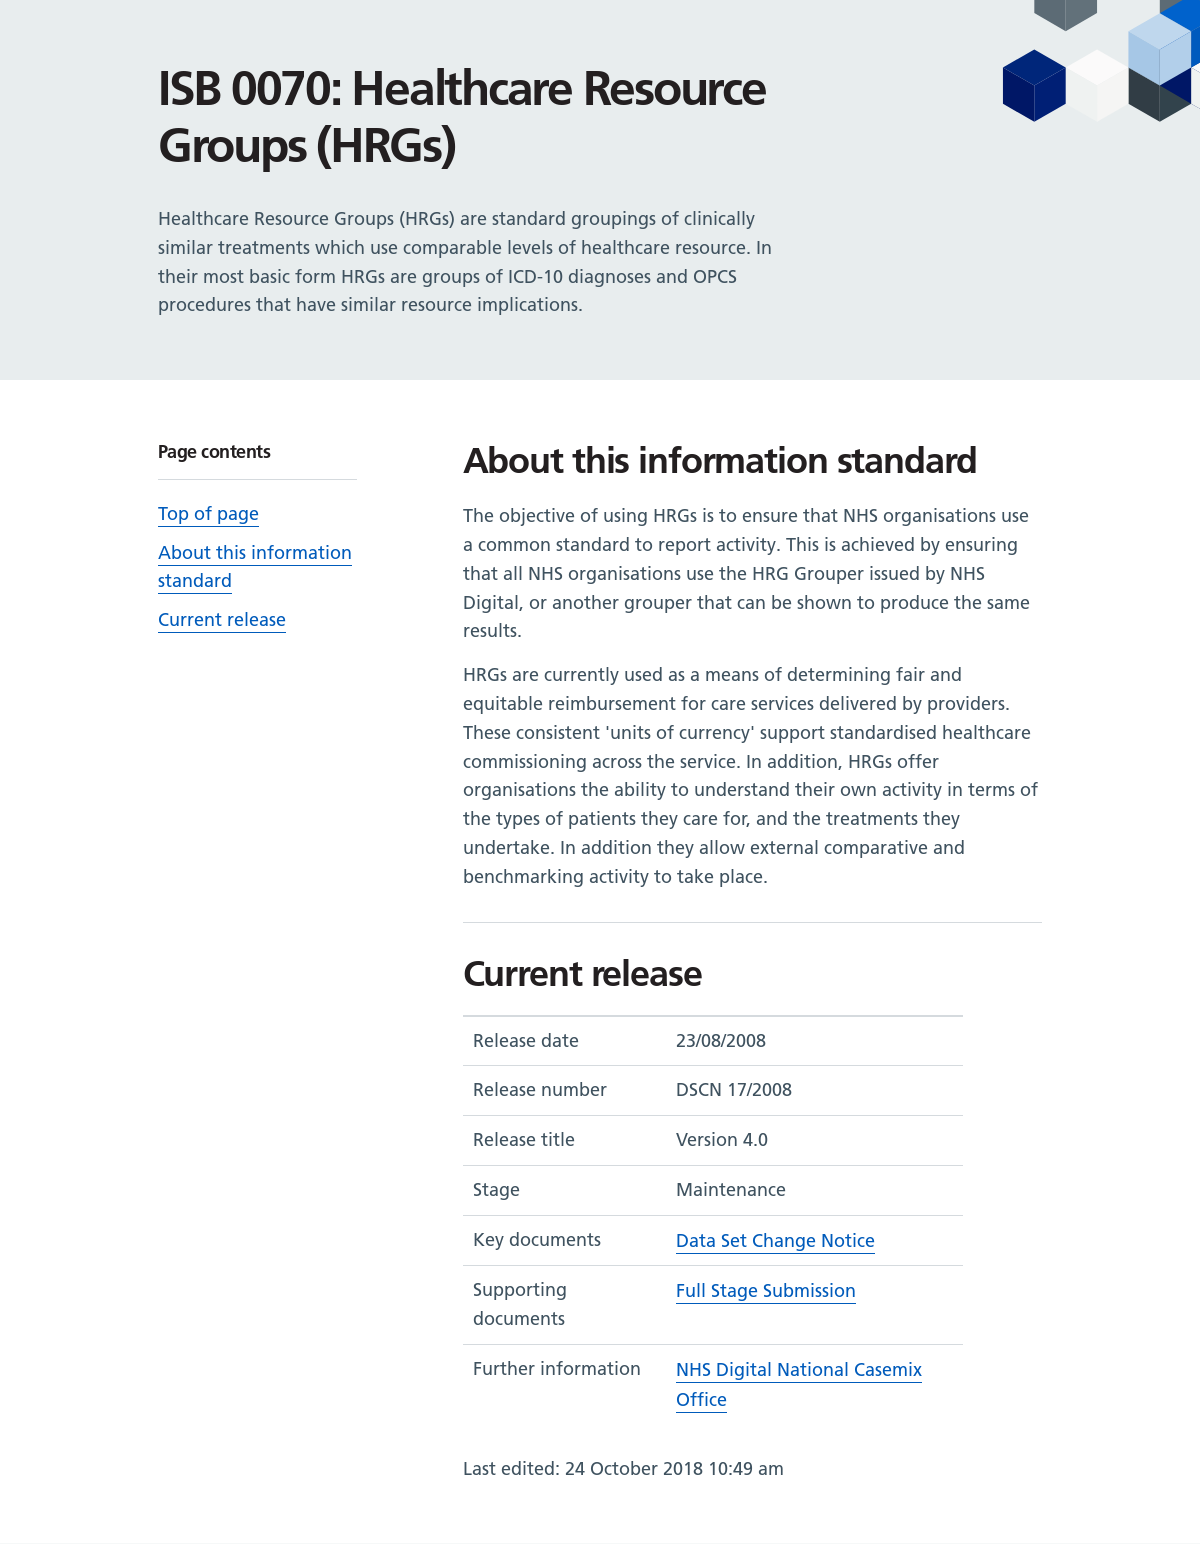 ISB 0070: Healthcare Resource
Groups (HRGs)
Healthcare Resource Groups (HRGs) are standard groupings of clinically
similar treatments which use comparable levels of healthcare resource. In
their most basic form HRGs are groups of ICD-10 diagnoses and OPCS
procedures that have similar resource implications.
Page contents
Top of page
About this information
standard
Current release
About this information standard
The objective of using HRGs is to ensure that NHS organisations use
a common standard to report activity. This is achieved by ensuring
that all NHS organisations use the HRG Grouper issued by NHS
Digital, or another grouper that can be shown to produce the same
results.
HRGs are currently used as a means of determining fair and
equitable reimbursement for care services delivered by providers.
These consistent 'units of currency' support standardised healthcare
commissioning across the service. In addition, HRGs offer
organisations the ability to understand their own activity in terms of
the types of patients they care for, and the treatments they
undertake. In addition they allow external comparative and
benchmarking activity to take place.
Current release
Release date 23/08/2008
Release number DSCN 17/2008
Release title Version 4.0
Stage Maintenance
Key documents Data Set Change Notice
Supporting Full Stage Submission
documents
Further information NHS Digital National Casemix
Office
Last edited: 24 October 2018 10:49 am